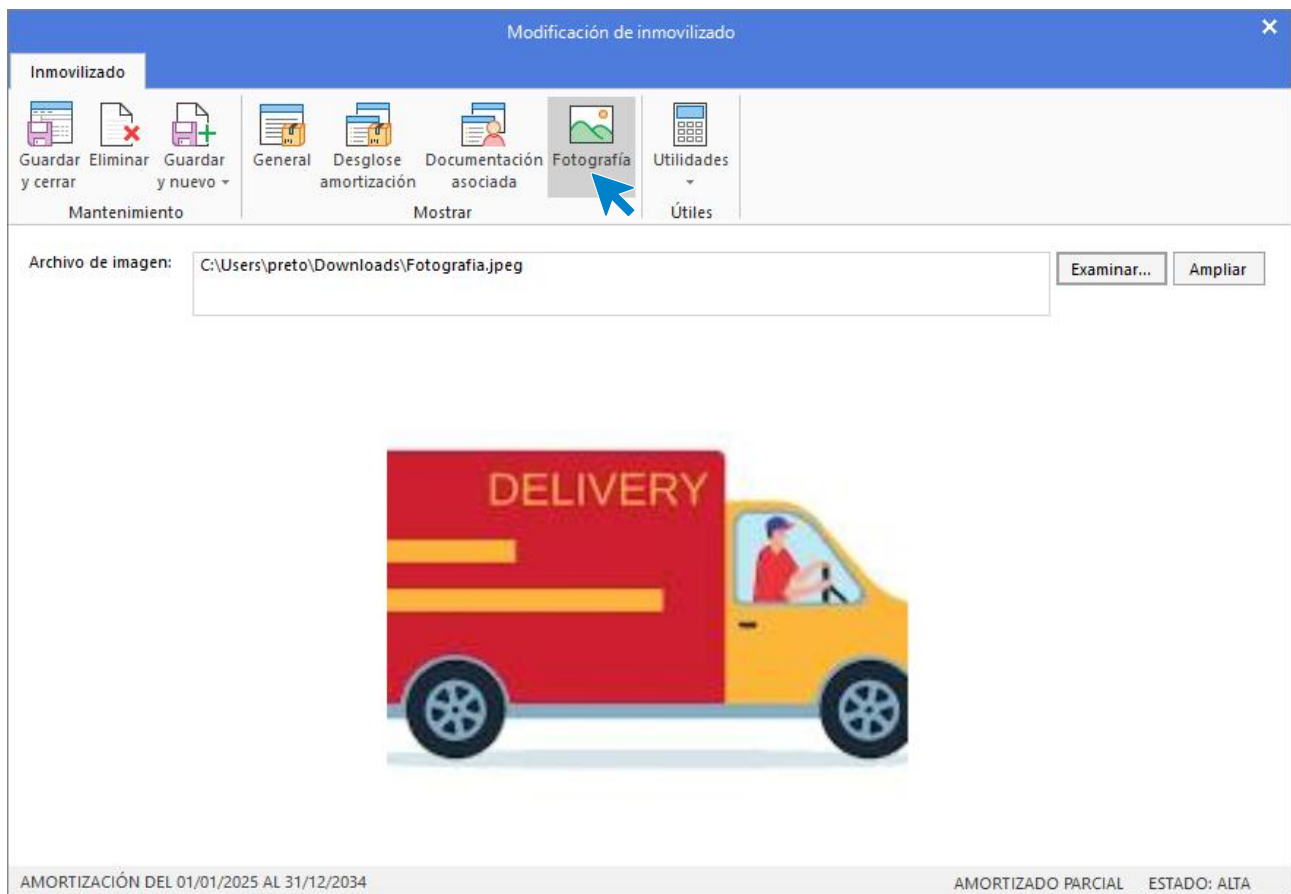 Modificación de inmovilizado
Inmovilizado
Guardar y cerrar
Eliminar
Guardar y nuevo
General
Desglose amortización
Documentación asociada
Fotografía
Utilidades
Mantenimiento
Mostrar
Útiles
Archivo de imagen:
C:\Users\preto\Downloads\Fotografia.jpeg
Examinar...
Ampliar
DELIVERY
AMORTIZACIÓN DEL 01/01/2025 AL 31/12/2034
AMORTIZADO PARCIAL
ESTADO: ALTA